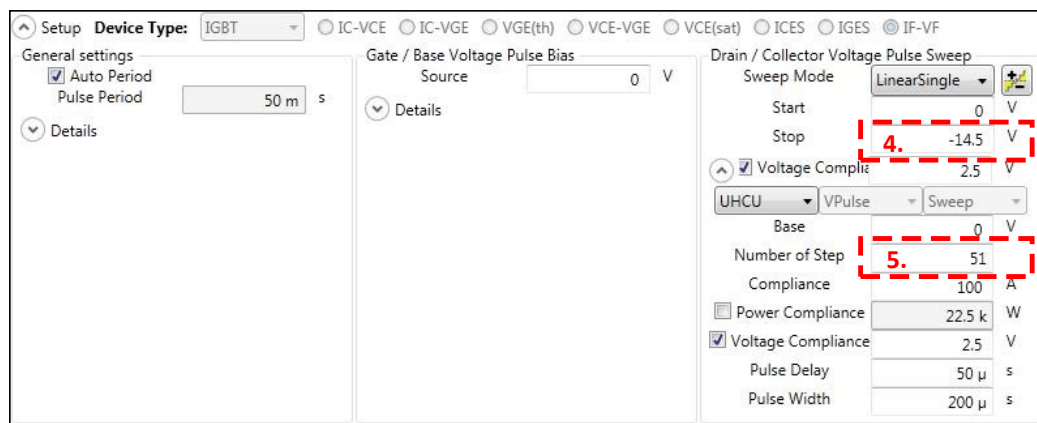 Setup Device Type: IGBT IC-VCE IC-VGE VGE(th) VCE-VGE VCE(sat) ICES IGES IF-VF
General settings
Auto Period
Pulse Period 50 m s
Details
Gate / Base Voltage Pulse Bias
Source 0 V
Details
Drain / Collector Voltage Pulse Sweep
Sweep Mode LinearSingle
Start 0 V
Stop 4. -14.5 V
Voltage Complia 2.5 V
UHCU VPulse Sweep
Base 0 V
Number of Step 5. 51
Compliance 100 A
Power Compliance 22.5 k W
Voltage Compliance 2.5 V
Pulse Delay 50 μ s
Pulse Width 200 μ s